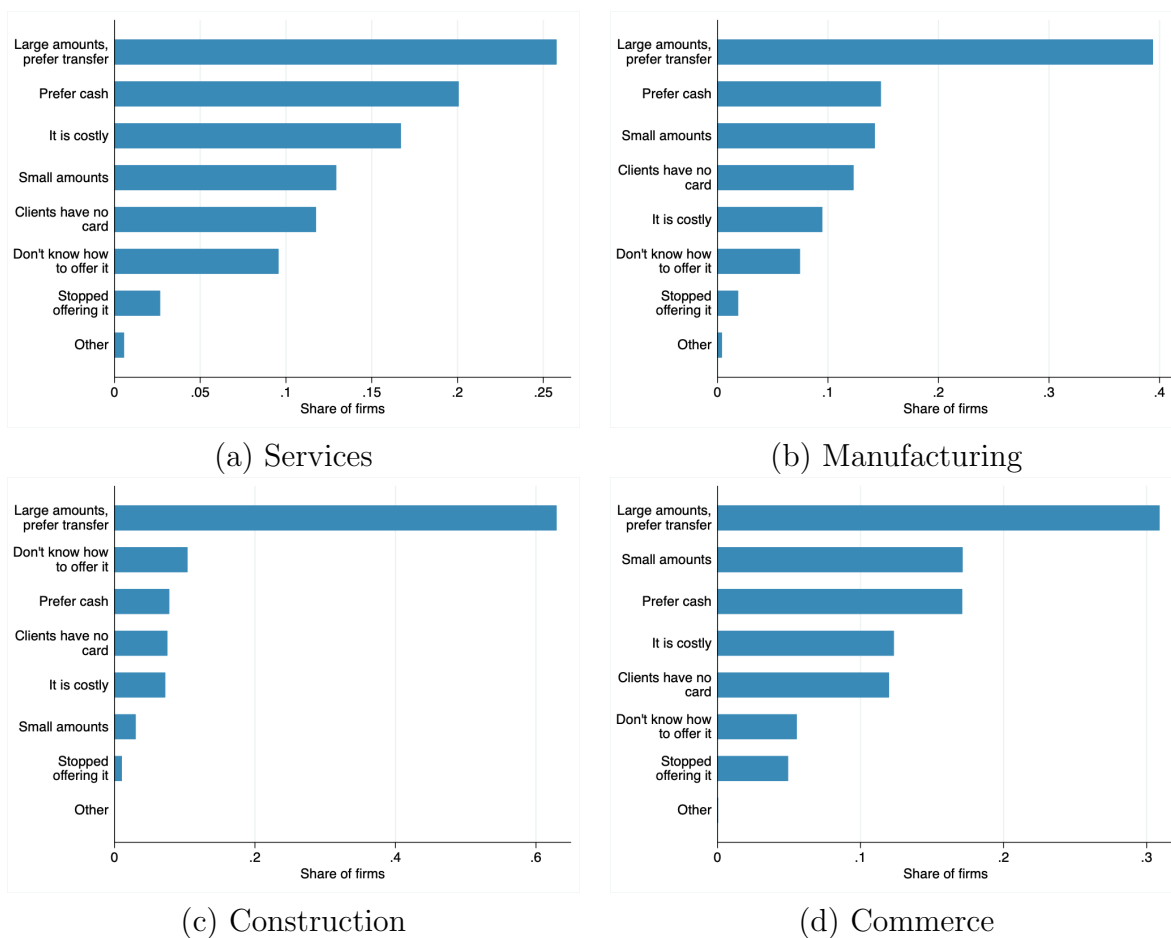 Large amounts,
prefer transfer
Prefer cash
It is costly
Small amounts
Clients have no
card
Don't know how
to offer it
Stopped
offering it
Other
0 .05 .1 .15 .2 .25
Share of firms
(a) Services
Large amounts,
prefer transfer
Prefer cash
Small amounts
Clients have no
card
It is costly
Don't know how
to offer it
Stopped
offering it
Other
0 .1 .2 .3 .4
Share of firms
(b) Manufacturing
Large amounts,
prefer transfer
Don't know how
to offer it
Prefer cash
Clients have no
card
It is costly
Small amounts
Stopped
offering it
Other
0 .2 .4 .6
Share of firms
(c) Construction
Large amounts,
prefer transfer
Small amounts
Prefer cash
It is costly
Clients have no
card
Don't know how
to offer it
Stopped
offering it
Other
0 .1 .2 .3
Share of firms
(d) Commerce